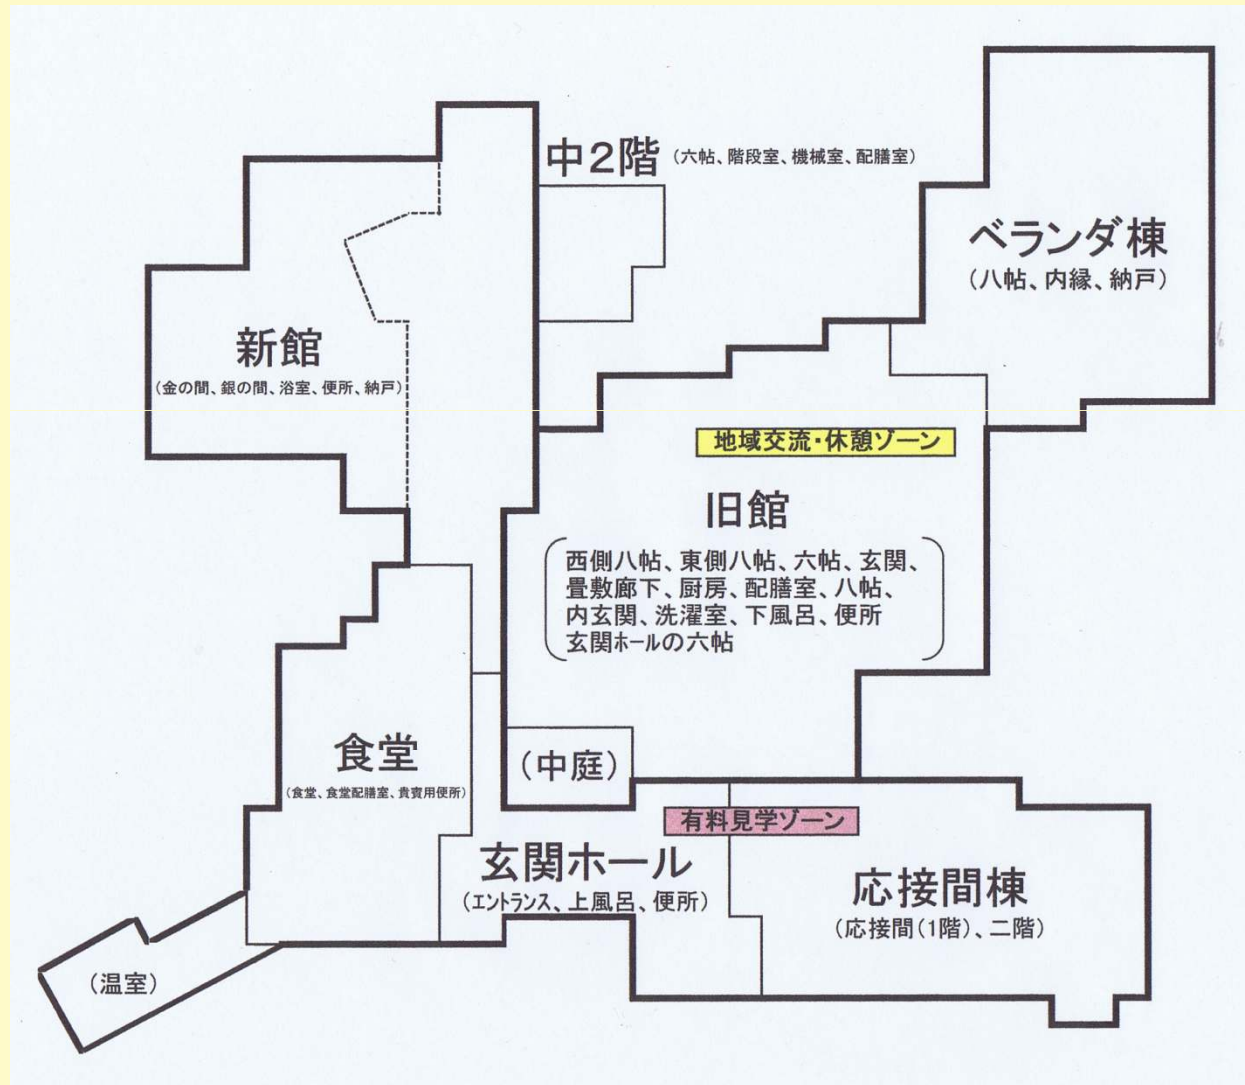 中2階 (六帖、階段室、機械室、配膳室)
ベランダ棟
(八帖、内縁、納戸)
新館
(金の間、銀の間、浴室、便所、納戸)
地域交流・休憩ゾーン
旧館
西側八帖、東側八帖、六帖、玄関、
畳敷廊下、厨房、配膳室、八帖、
内玄関、洗濯室、下風呂、便所
玄関ホールの六帖
食堂
(食堂、食堂配膳室、貴賓用便所)
(中庭)
有料見学ゾーン
玄関ホール
(エントランス、上風呂、便所)
応接間棟
(応接間(1階)、二階)
(温室)